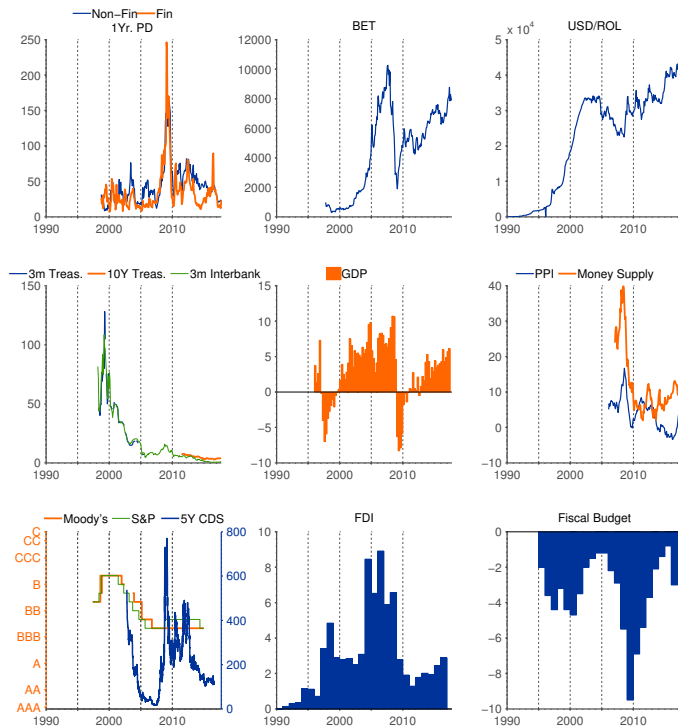 Non-Fin Fin
1Yr. PD
250
200
150
100
50
0
1990 2000 2010
BET
12000
10000
8000
6000
4000
2000
0
1990 2000 2010
USD/ROL
5 × 10^4
4
3
2
1
0
1990 2000 2010
3m Treas. 10Y Treas. 3m Interbank
150
100
50
0
1990 2000 2010
GDP
15
10
5
0
−5
−10
1990 2000 2010
PPI Money Supply
40
30
20
10
0
−10
1990 2000 2010
Moody's S&P 5Y CDS
C
CC
CCC
B
BB
BBB
A
AA
AAA
800
600
400
200
0
1990 2000 2010
FDI
10
8
6
4
2
0
1990 2000 2010
Fiscal Budget
0
−2
−4
−6
−8
−10
1990 2000 2010